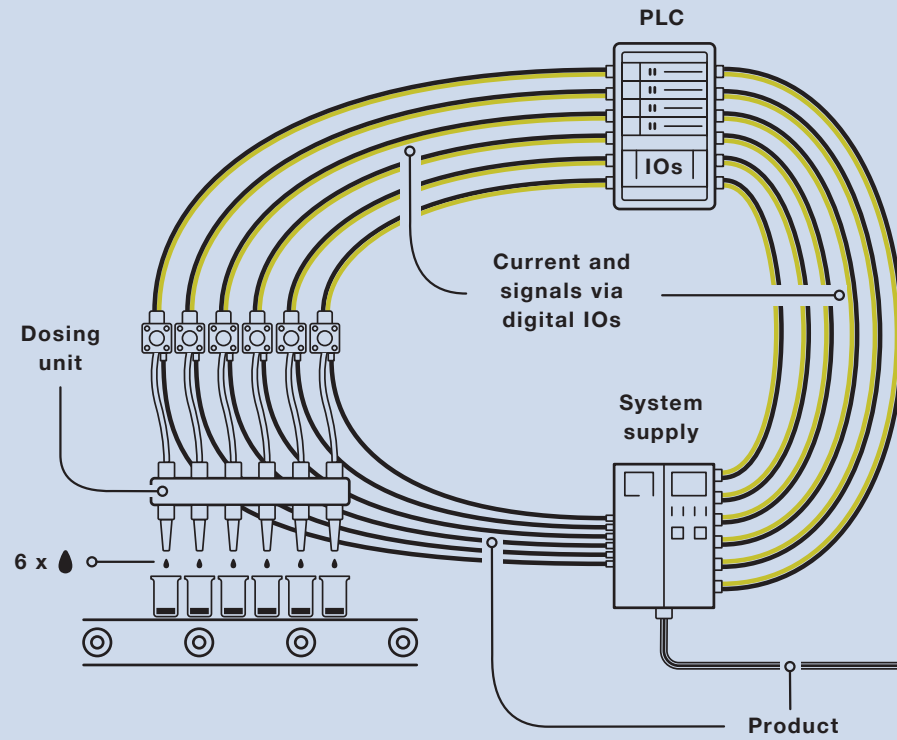 PLC
IOs
Current and
signals via
digital IOs
Dosing
unit
System
supply
6 x
Product